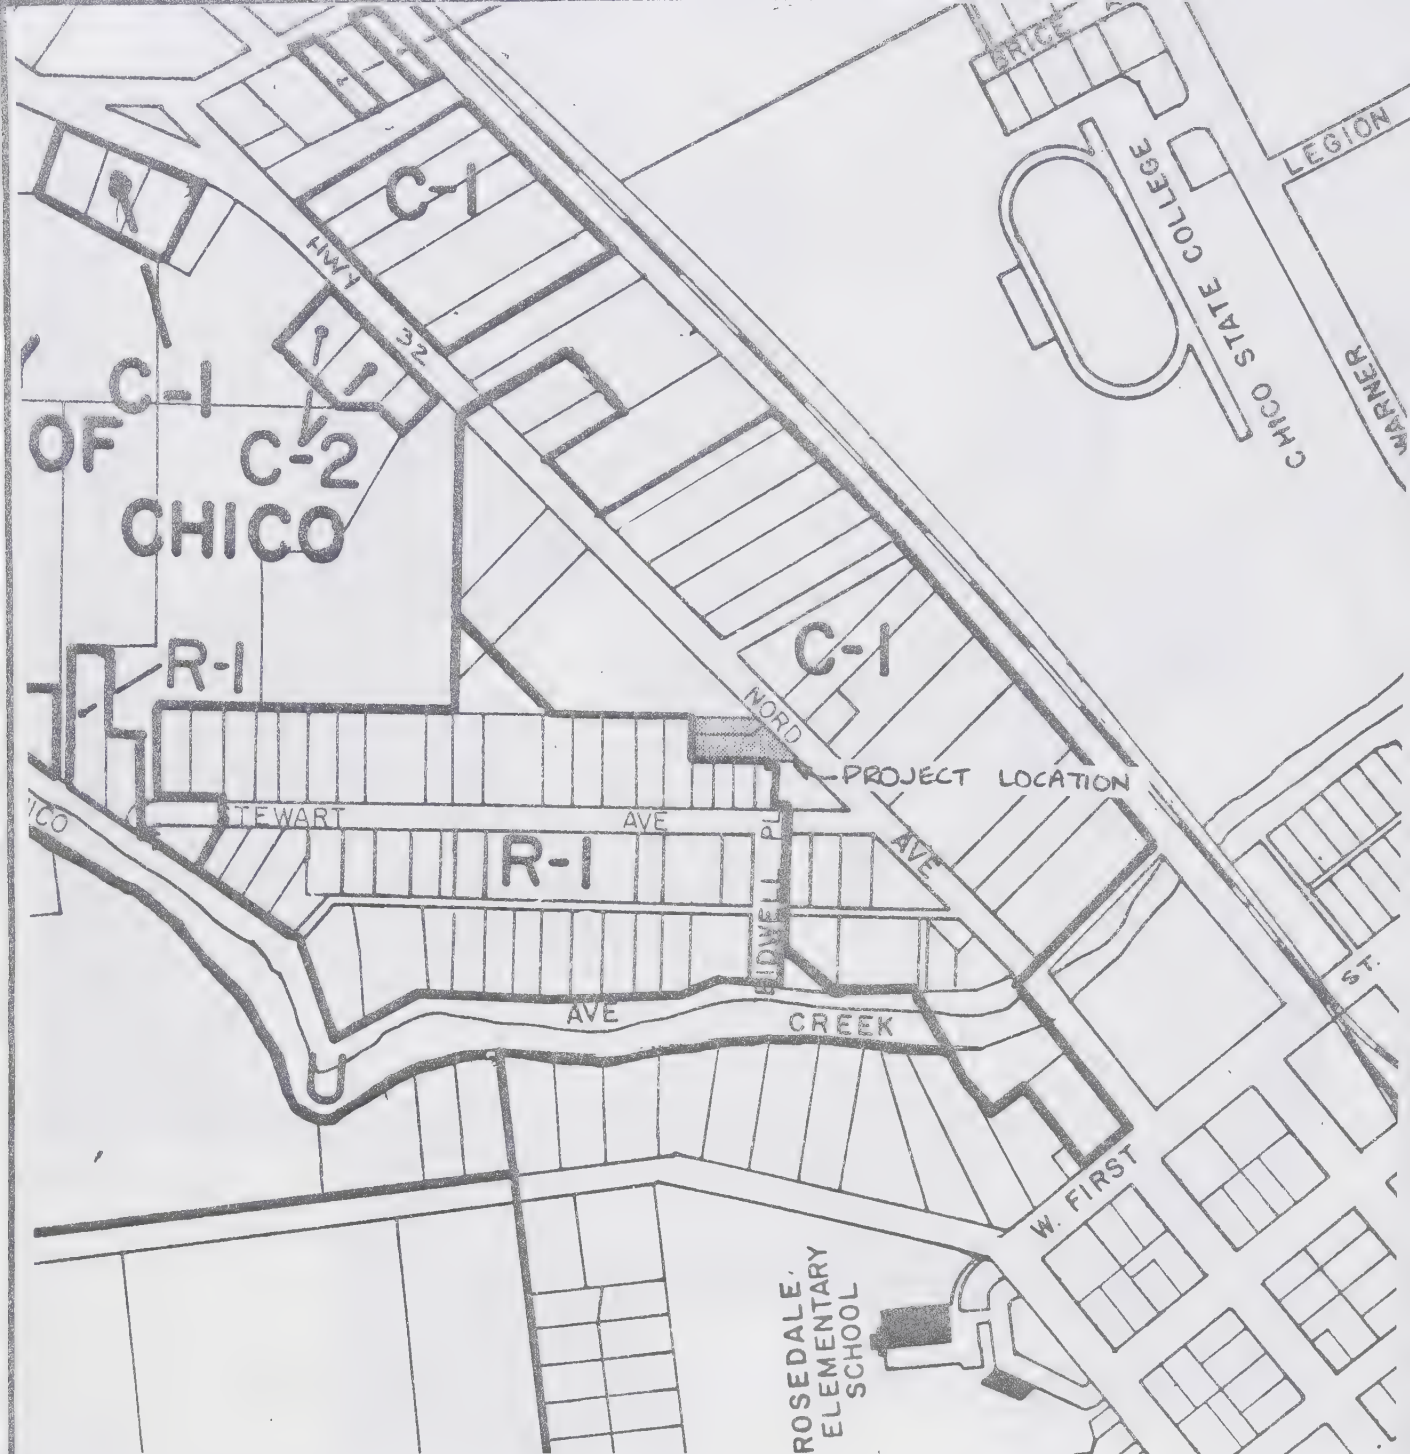 BRICE
LEGION
C-1
CHICO STATE COLLEGE
HWY
32
WARNER
C-1
OF
C-2
CHICO
C-1
R-1
NORD
PROJECT LOCATION
STEWART
AVE
BIDWELL PL
AVE
R-1
ST.
AVE
CREEK
W. FIRST
ROSEDALE
ELEMENTARY
SCHOOL